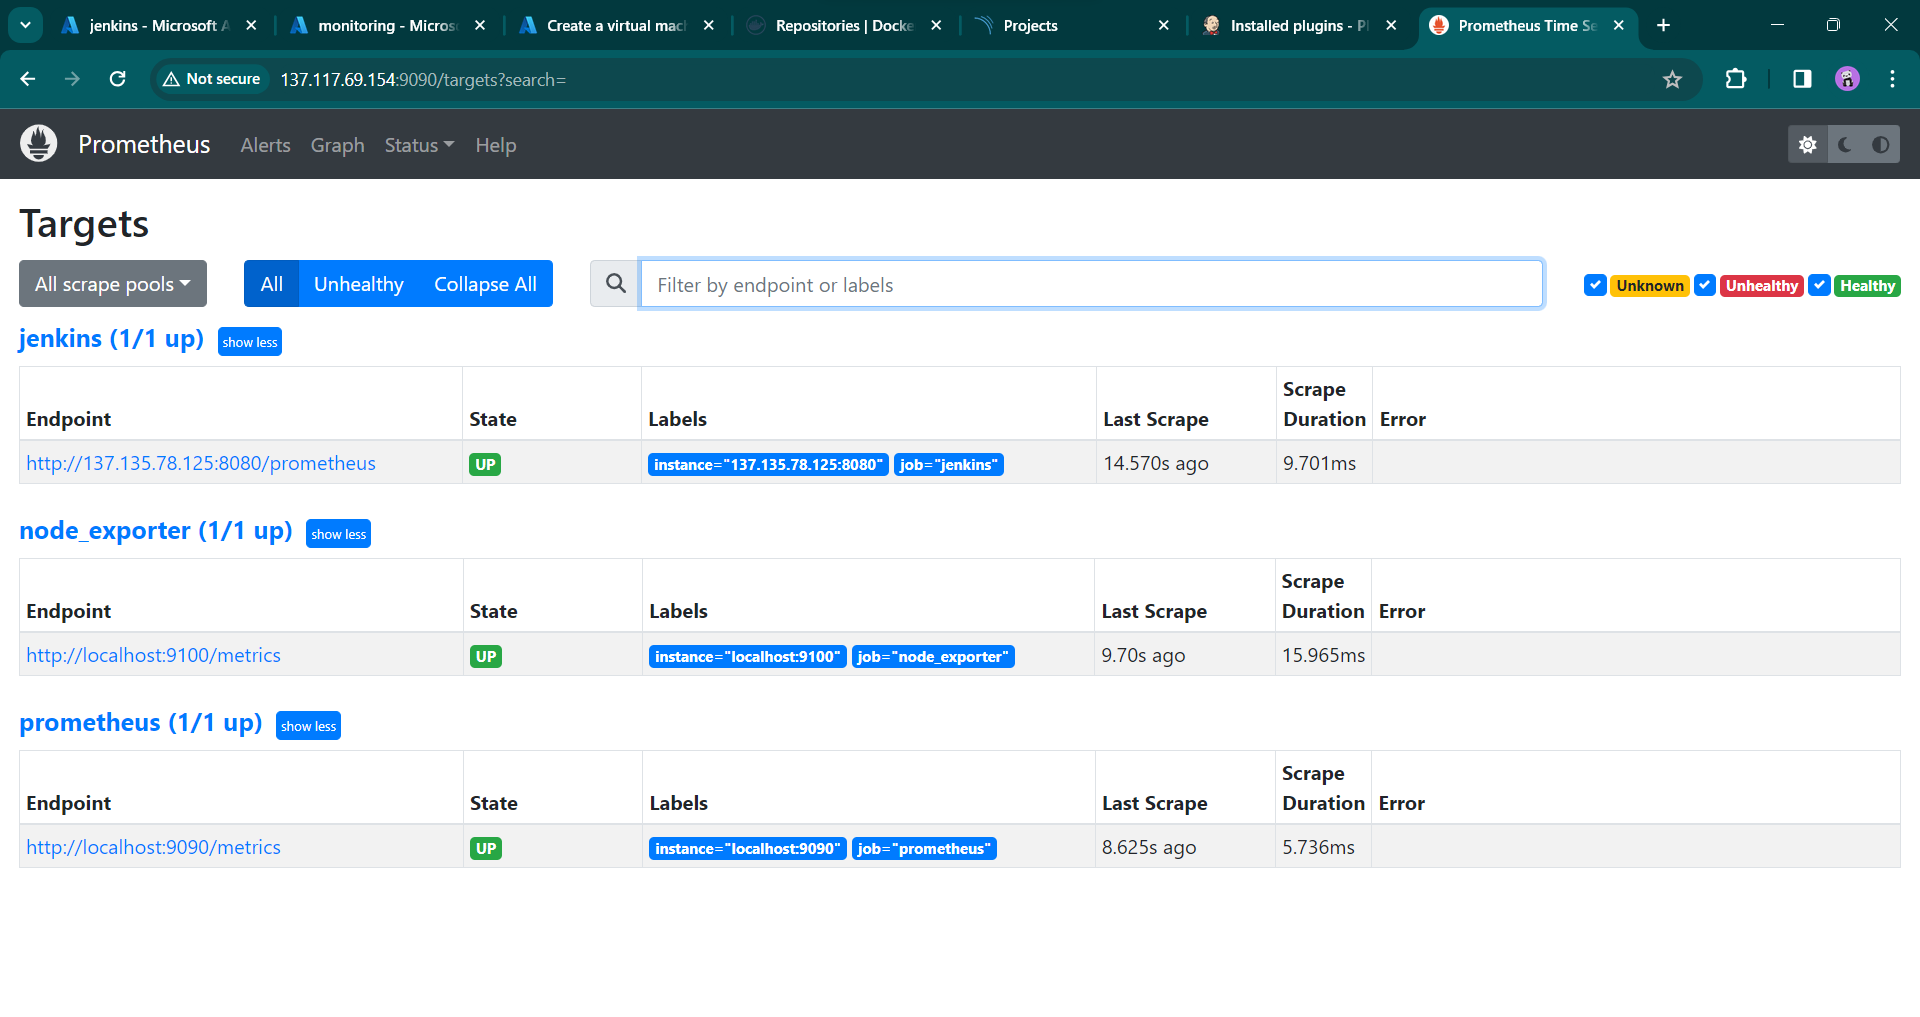 jenkins - Microsoft A
monitoring - Micros
Create a virtual mach
Repositories | Docke
Projects
Installed plugins - Pl
Prometheus Time Se
Not secure
137.117.69.154:9090/targets?search=
Prometheus Alerts Graph Status Help
Targets
All scrape pools
All Unhealthy Collapse All
Filter by endpoint or labels
Unknown Unhealthy Healthy
jenkins (1/1 up) show less
Endpoint State Labels Last Scrape Scrape Duration Error
http://137.135.78.125:8080/prometheus UP instance="137.135.78.125:8080" job="jenkins" 14.570s ago 9.701ms
node_exporter (1/1 up) show less
Endpoint State Labels Last Scrape Scrape Duration Error
http://localhost:9100/metrics UP instance="localhost:9100" job="node_exporter" 9.70s ago 15.965ms
prometheus (1/1 up) show less
Endpoint State Labels Last Scrape Scrape Duration Error
http://localhost:9090/metrics UP instance="localhost:9090" job="prometheus" 8.625s ago 5.736ms